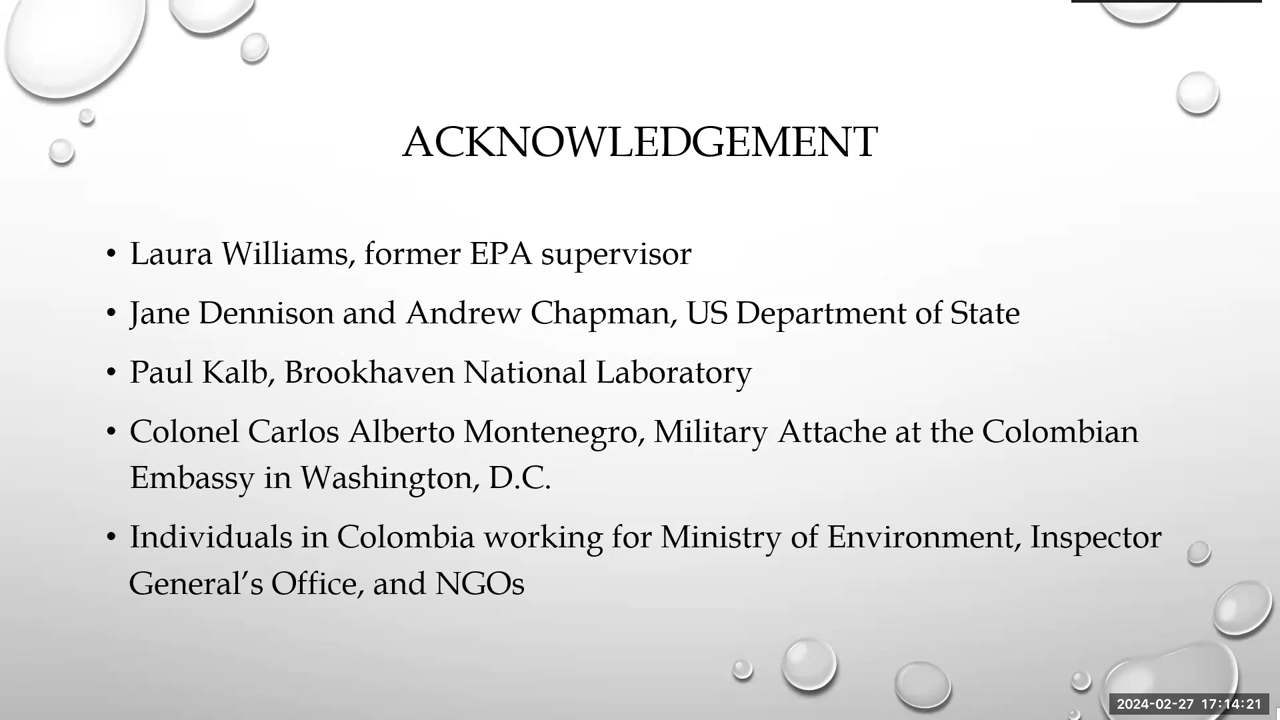 ACKNOWLEDGEMENT
• Laura Williams, former EPA supervisor
• Jane Dennison and Andrew Chapman, US Department of State
• Paul Kalb, Brookhaven National Laboratory
• Colonel Carlos Alberto Montenegro, Military Attache at the Colombian
Embassy in Washington, D.C.
• Individuals in Colombia working for Ministry of Environment, Inspector
General’s Office, and NGOs
2024-02-27 17:14:21